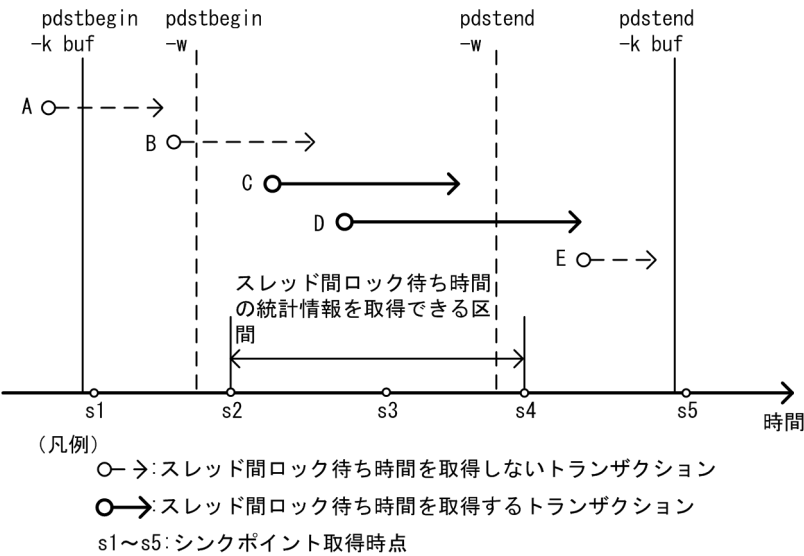 pdstbegin pdstbegin pdstend pdstend
-k buf -w -w -k buf
A
B
C
D
E
スレッド間ロック待ち時間
の統計情報を取得できる区
間
s1 s2 s3 s4 s5
時間
（凡例）
:スレッド間ロック待ち時間を取得しないトランザクション
:スレッド間ロック待ち時間を取得するトランザクション
s1～s5:シンクポイント取得時点